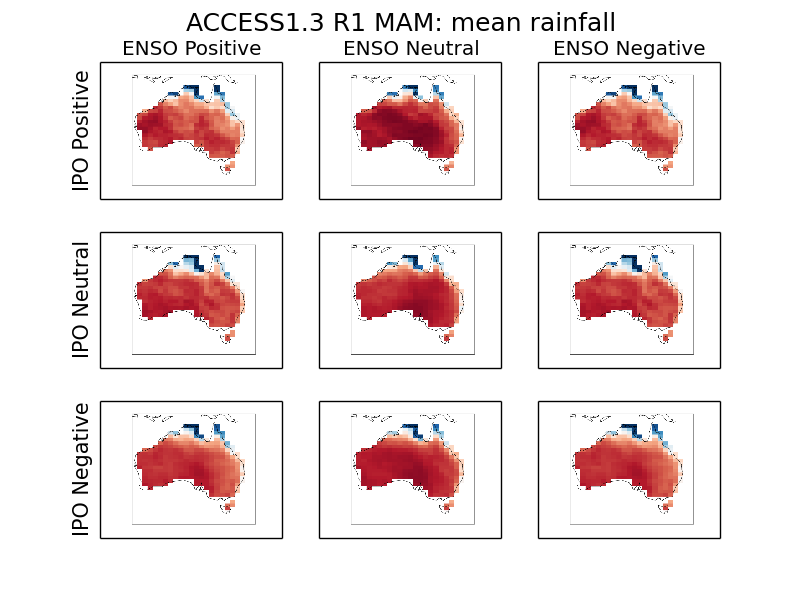 ACCESS1.3 R1 MAM: mean rainfall
ENSO Positive
ENSO Neutral
ENSO Negative
IPO Positive
IPO Neutral
IPO Negative